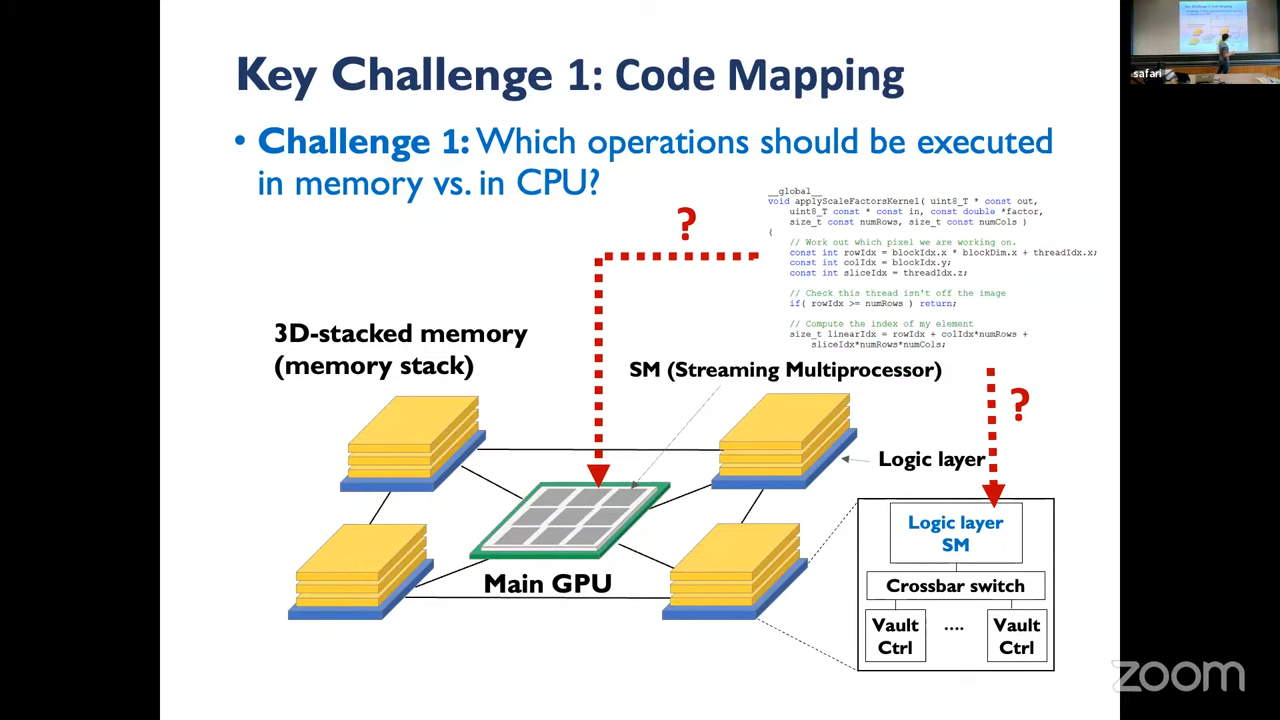 Key Challenge 1: Code Mapping
• Challenge 1: Which operations should be executed
in memory vs. in CPU?
__global__
void applyScaleFactorsKernel( uint8_T * const out,
uint8_T const * const in, const double *factor,
size_t const numRows, size_t const numCols )
{
// Work out which pixel we are working on.
const int rowIdx = blockIdx.x * blockDim.x + threadIdx.x;
const int colIdx = blockIdx.y;
const int sliceIdx = threadIdx.z;
// Check this thread isn't off the image
if( rowIdx >= numRows ) return;
// Compute the index of my element
size_t linearIdx = rowIdx + colIdx*numRows +
sliceIdx*numRows*numCols;
?
?
3D-stacked memory
(memory stack)
SM (Streaming Multiprocessor)
Logic layer
Main GPU
Logic layer
SM
Crossbar switch
Vault
Ctrl
....
Vault
Ctrl
safari
zoom